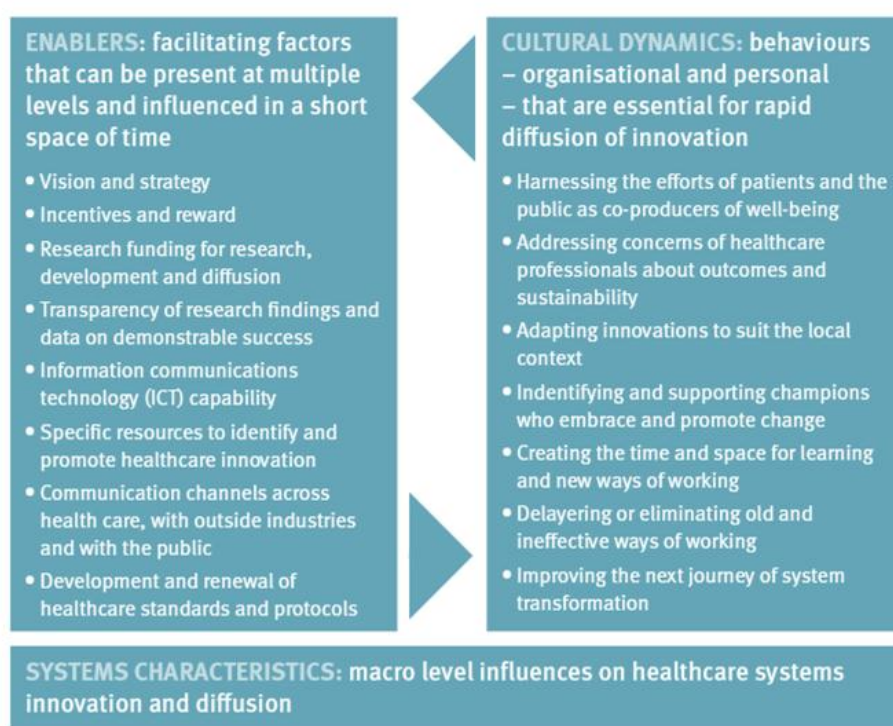 ENABLERS: facilitating factors
that can be present at multiple
levels and influenced in a short
space of time
• Vision and strategy
• Incentives and reward
• Research funding for research,
development and diffusion
• Transparency of research findings and
data on demonstrable success
• Information communications
technology (ICT) capability
• Specific resources to identify and
promote healthcare innovation
• Communication channels across
health care, with outside industries
and with the public
• Development and renewal of
healthcare standards and protocols
CULTURAL DYNAMICS: behaviours
– organisational and personal
– that are essential for rapid
diffusion of innovation
• Harnessing the efforts of patients and the
public as co-producers of well-being
• Addressing concerns of healthcare
professionals about outcomes and
sustainability
• Adapting innovations to suit the local
context
• Indentifying and supporting champions
who embrace and promote change
• Creating the time and space for learning
and new ways of working
• Delayering or eliminating old and
ineffective ways of working
• Improving the next journey of system
transformation
SYSTEMS CHARACTERISTICS: macro level influences on healthcare systems
innovation and diffusion